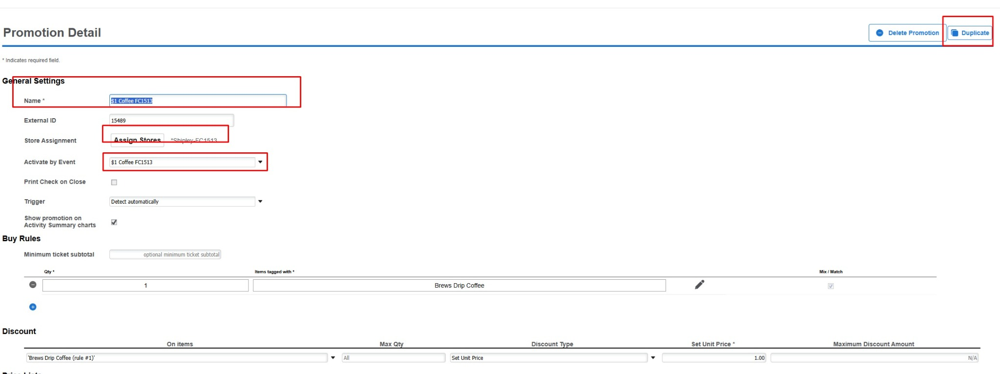 Promotion Detail
Delete Promotion
Duplicate
* Indicates required field.
General Settings
Name *
$1 Coffee FC1513
External ID
15489
Store Assignment
Assign Stores
*Shipley-FC1513
Activate by Event
$1 Coffee FC1513
Print Check on Close
Trigger
Detect automatically
Show promotion on
Activity Summary charts
Buy Rules
Minimum ticket subtotal
optional minimum ticket subtotal
Qty *
Items tagged with *
Mix / Match
1
Brews Drip Coffee
Discount
On items
Max Qty
Discount Type
Set Unit Price *
Maximum Discount Amount
'Brews Drip Coffee (rule #1)'
All
Set Unit Price
1.00
N/A